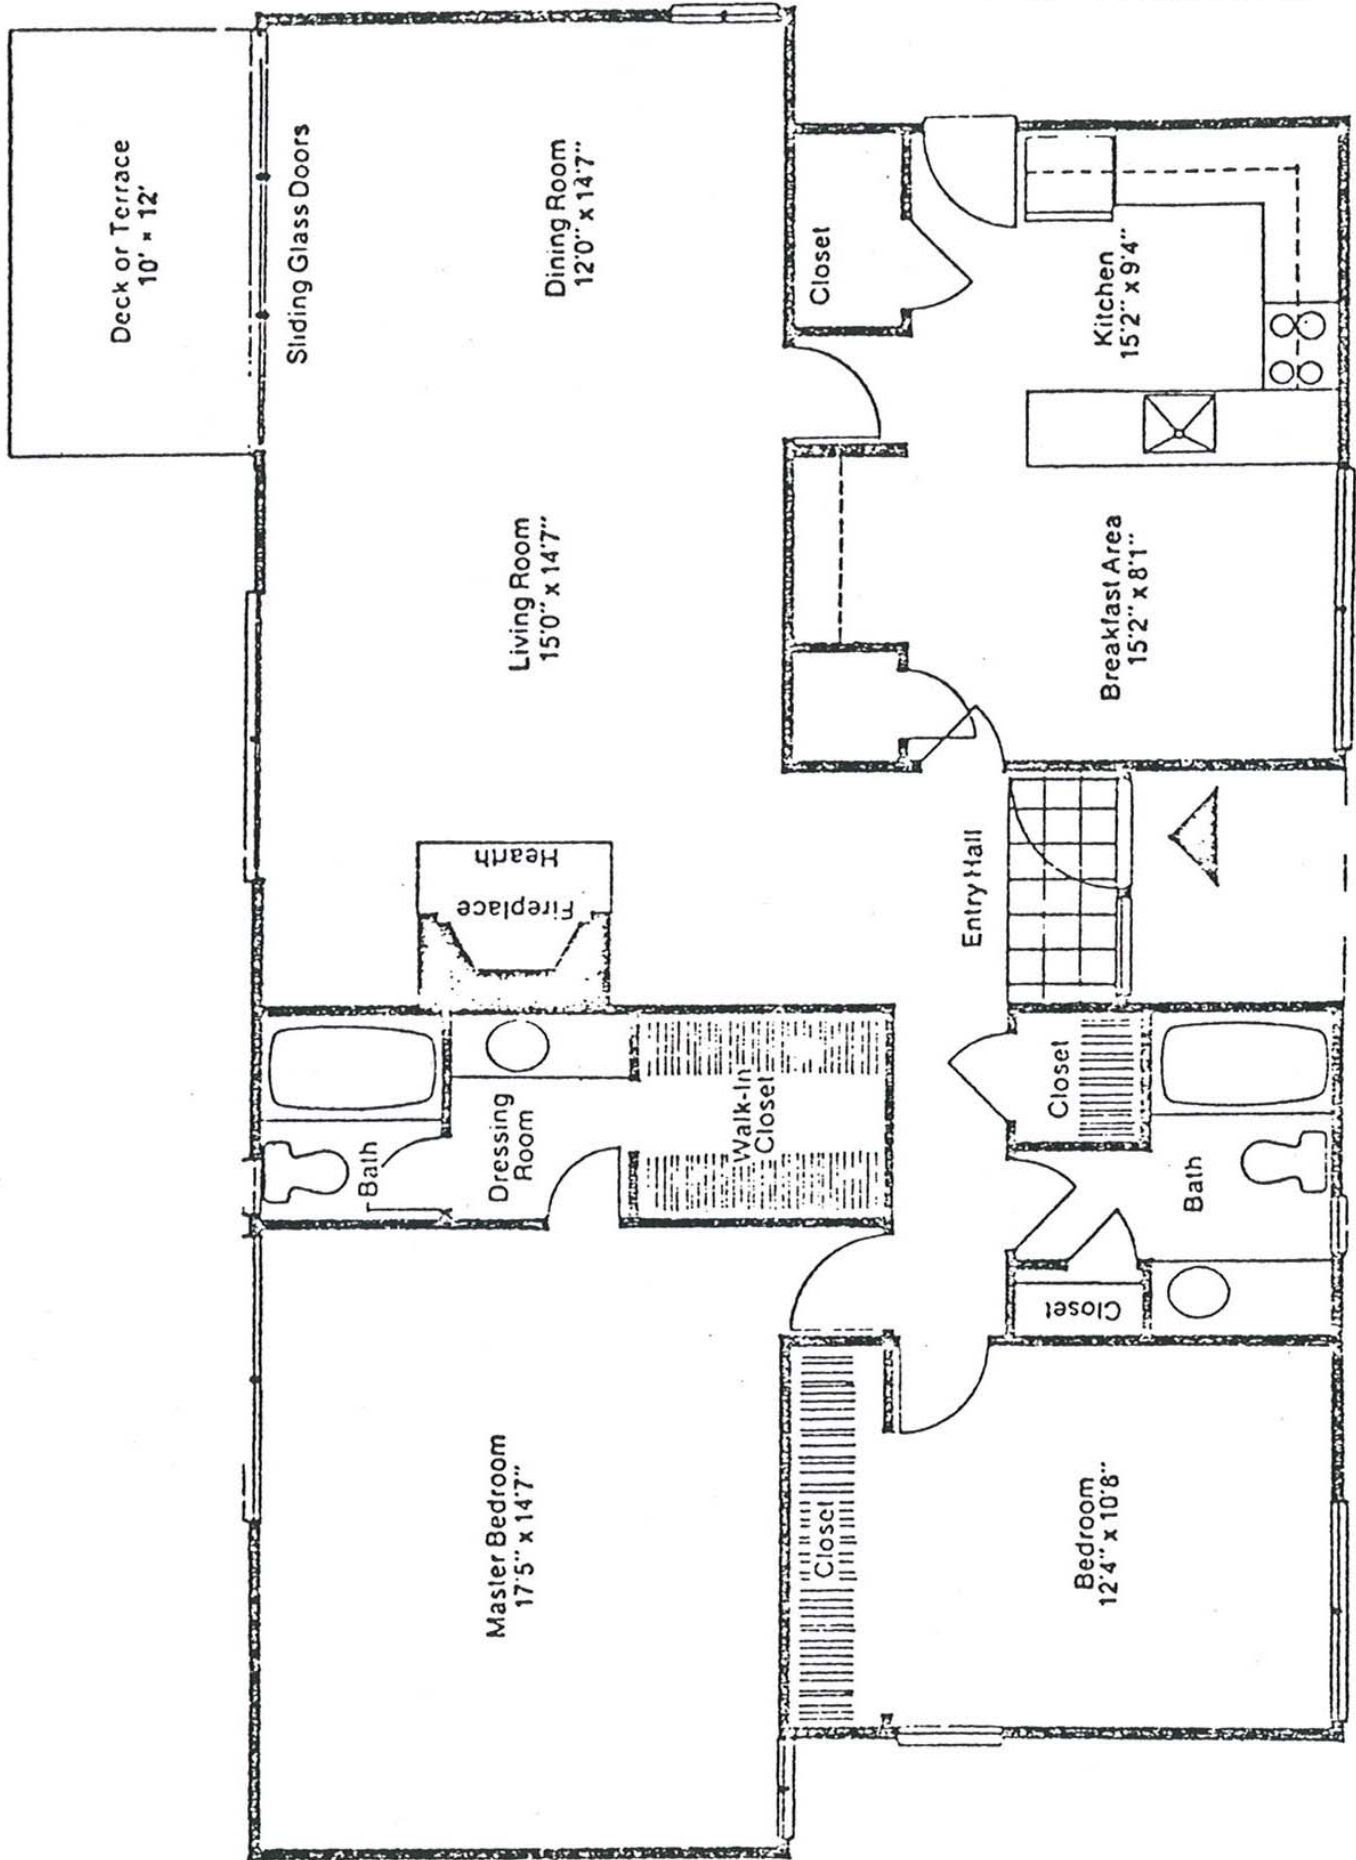 Deck or Terrace
10' × 12'
Sliding Glass Doors
Dining Room
12'0" x 14'7"
Living Room
15'0" x 14'7"
Closet
Kitchen
15'2" x 9'4"
Breakfast Area
15'2" x 8'1"
Hearth
Fireplace
Entry Hall
Bath
Dressing
Room
Walk-In
Closet
Closet
Bath
Closet
Master Bedroom
17'5" x 14'7"
Closet
Bedroom
12'4" x 10'8"